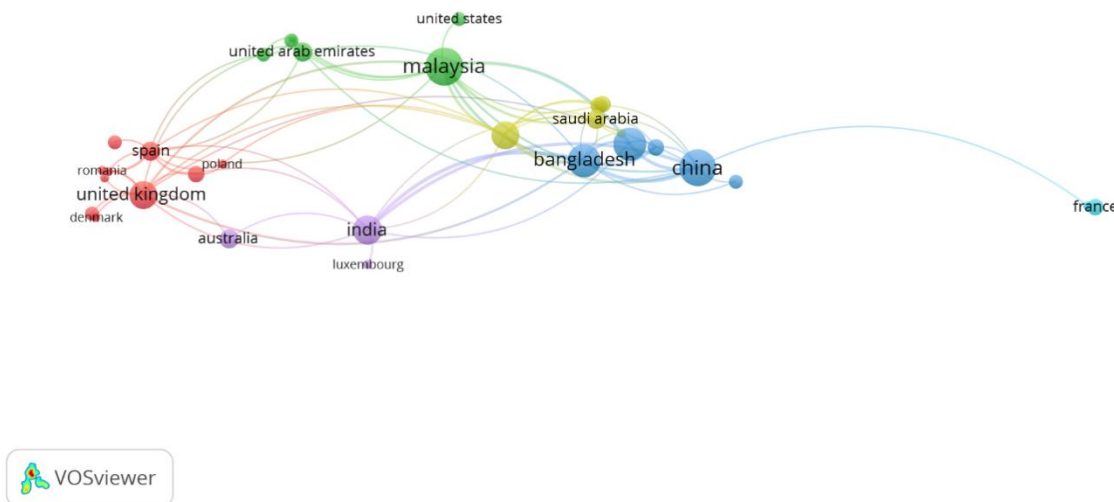 united states
united arab emirates
malaysia
saudi arabia
bangladesh
china
spain
romania
poland
united kingdom
denmark
france
india
australia
luxembourg
VOSviewer